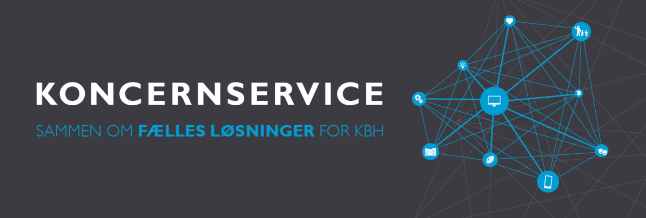 KONCERNSERVICE
SAMMEN OM FÆLLES LØSNINGER FOR KBH